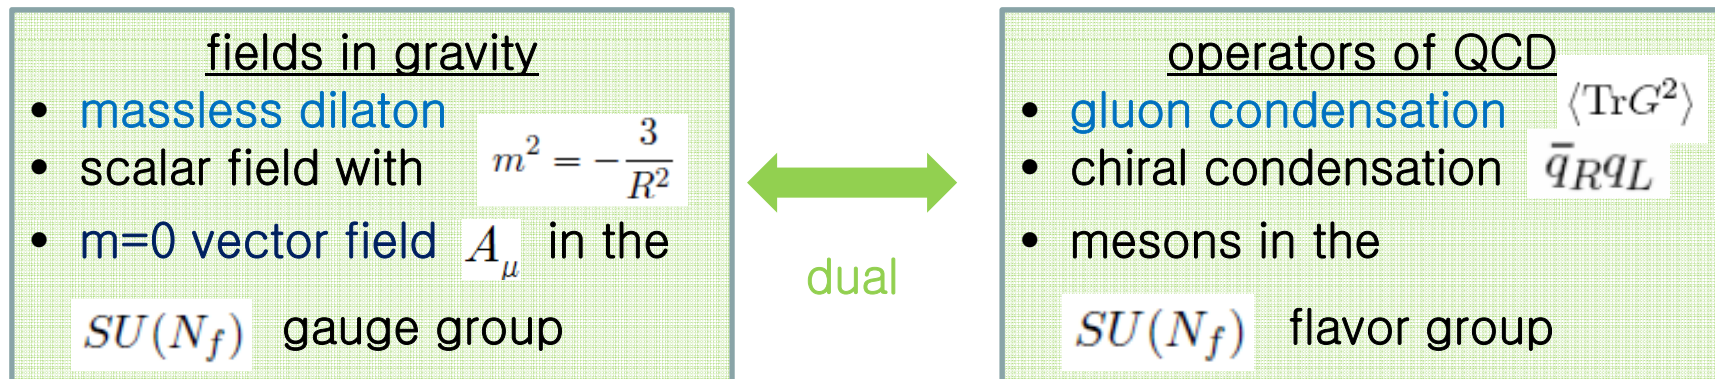 fields in gravity
• massless dilaton
• scalar field with m² = −3/R²
• m=0 vector field A_μ in the
SU(N_f) gauge group
dual
operators of QCD
• gluon condensation ⟨TrG²⟩
• chiral condensation q̄_R q_L
• mesons in the
SU(N_f) flavor group